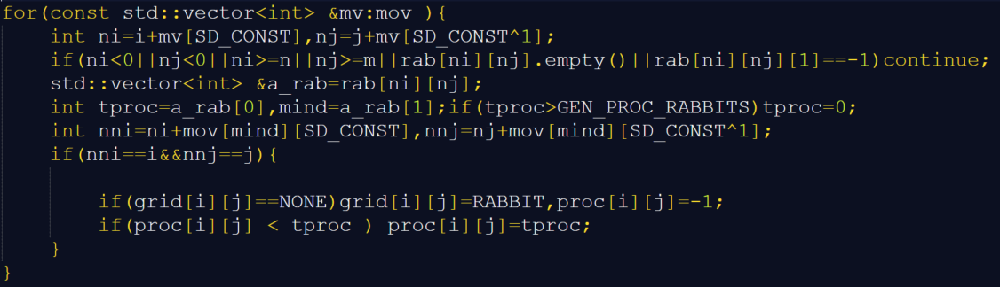 for(const std::vector<int> &mv:mov ){
int ni=i+mv[SD_CONST],nj=j+mv[SD_CONST^1];
if(ni<0||nj<0||ni>=n||nj>=m||rab[ni][nj].empty()||rab[ni][nj][1]==-1)continue;
std::vector<int> &a_rab=rab[ni][nj];
int tproc=a_rab[0],mind=a_rab[1];if(tproc>GEN_PROC_RABBITS)tproc=0;
int nni=ni+mov[mind][SD_CONST],nnj=nj+mov[mind][SD_CONST^1];
if(nni==i&&nnj==j){
if(grid[i][j]==NONE)grid[i][j]=RABBIT,proc[i][j]=-1;
if(proc[i][j] < tproc ) proc[i][j]=tproc;
}
}